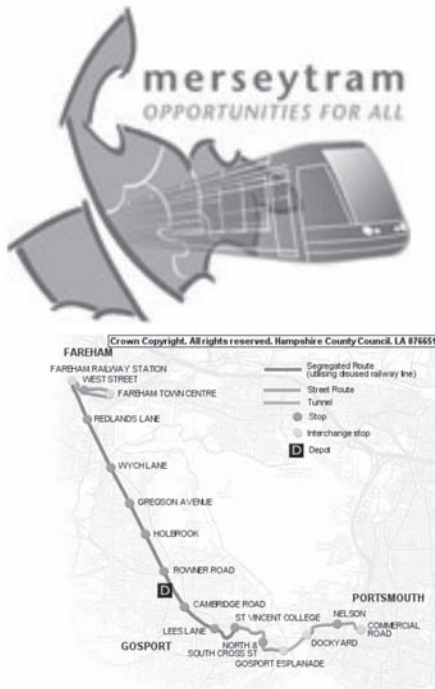 merseytram
OPPORTUNITIES FOR ALL
Crown Copyright. All rights reserved. Hampshire County Council. LA 076651
FAREHAM
FAREHAM RAILWAY STATION
WEST STREET
FAREHAM TOWN CENTRE
Segregated Route
(utilising disused railway line)
Street Route
Tunnel
Stop
Interchange stop
D Depot
REDLANDS LANE
WYCH LANE
GREGSON AVENUE
HOLBROOK
ROWNER ROAD
D
CAMBRIDGE ROAD
LEES LANE
ST VINCENT COLLEGE
NORTH &
SOUTH CROSS ST
GOSPORT ESPLANADE
GOSPORT
PORTSMOUTH
NELSON
COMMERCIAL
ROAD
DOCKYARD